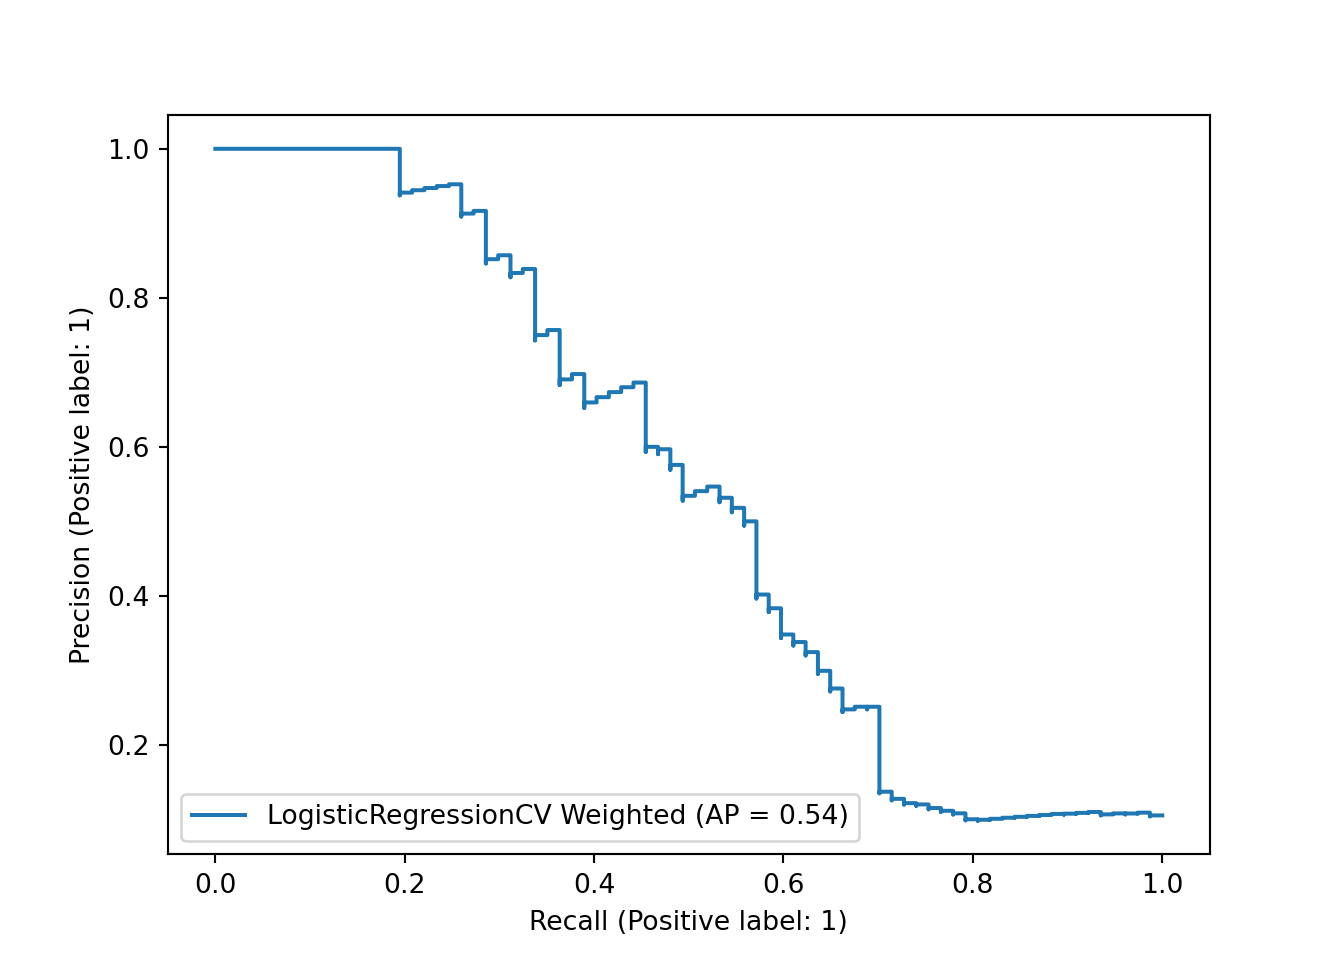 1.0
0.8
0.6
0.4
0.2
Precision (Positive label: 1)
LogisticRegressionCV Weighted (AP = 0.54)
0.0 0.2 0.4 0.6 0.8 1.0
Recall (Positive label: 1)